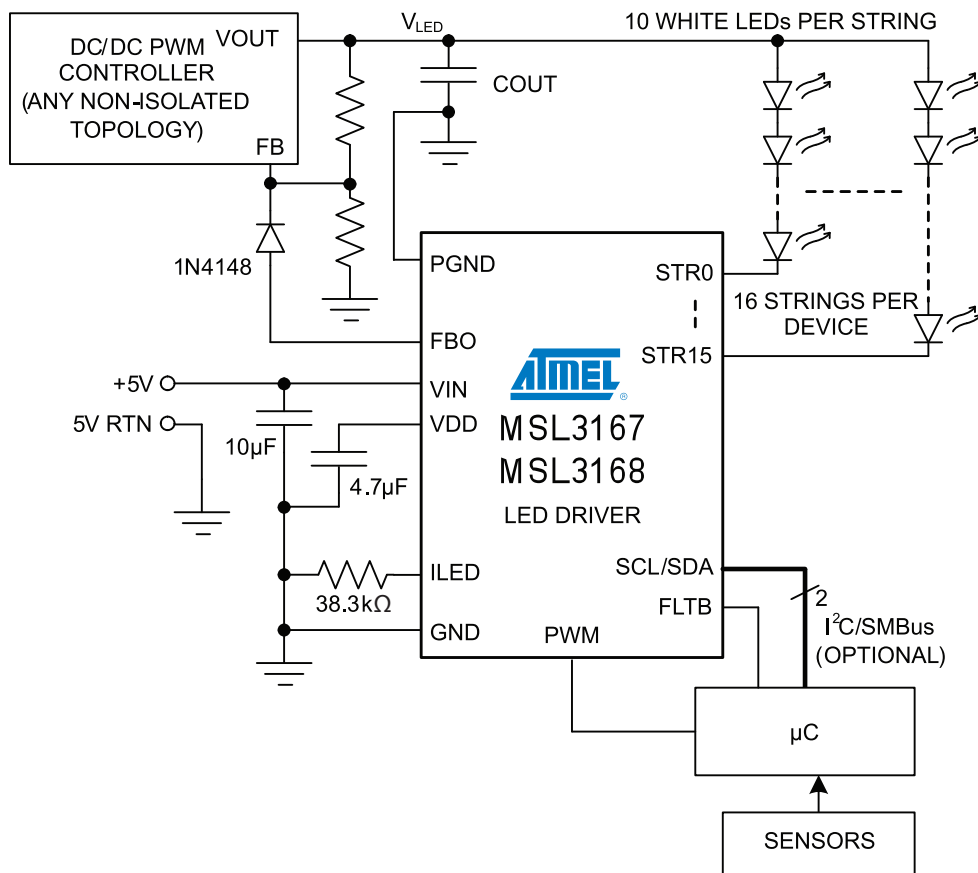 DC/DC PWM
CONTROLLER
(ANY NON-ISOLATED
TOPOLOGY)
VOUT
FB
VLED
COUT
10 WHITE LEDs PER STRING
1N4148
PGND
FBO
VIN
VDD
ILED
GND
STR0
STR15
16 STRINGS PER
DEVICE
+5V
5V RTN
10µF
4.7µF
38.3kΩ
ATMEL
®
MSL3167
MSL3168
LED DRIVER
SCL/SDA
FLTB
PWM
2
I²C/SMBus
(OPTIONAL)
µC
SENSORS